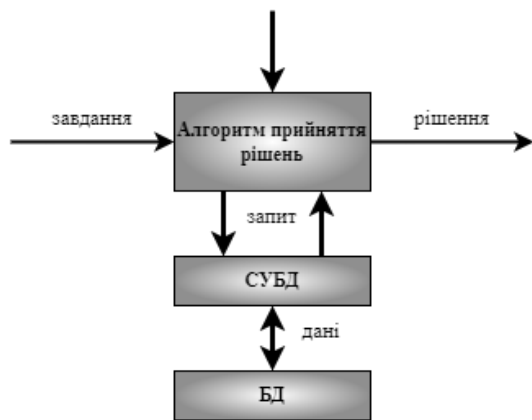 завдання
Алгоритм прийняття
рішень
рішення
запит
СУБД
дані
БД